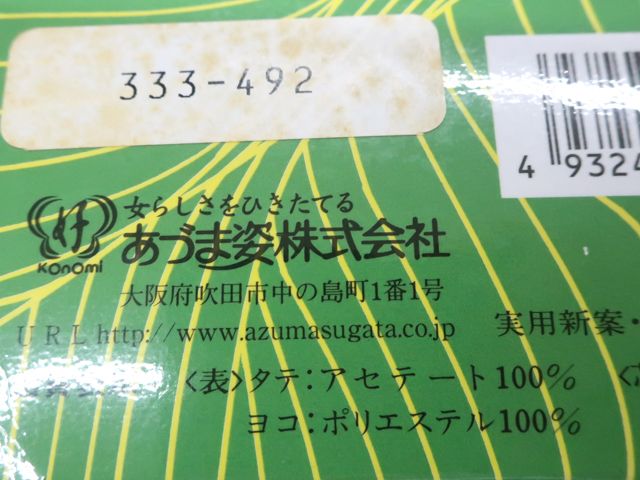 333-492
4 9324
女らしさをひきたてる
好
Konomi
あづま姿株式会社
大阪府吹田市中の島町1番1号
URL http://www.azumasugata.co.jp
実用新案・
〈表〉タテ:アセテート100%
ヨコ:ポリエステル100%